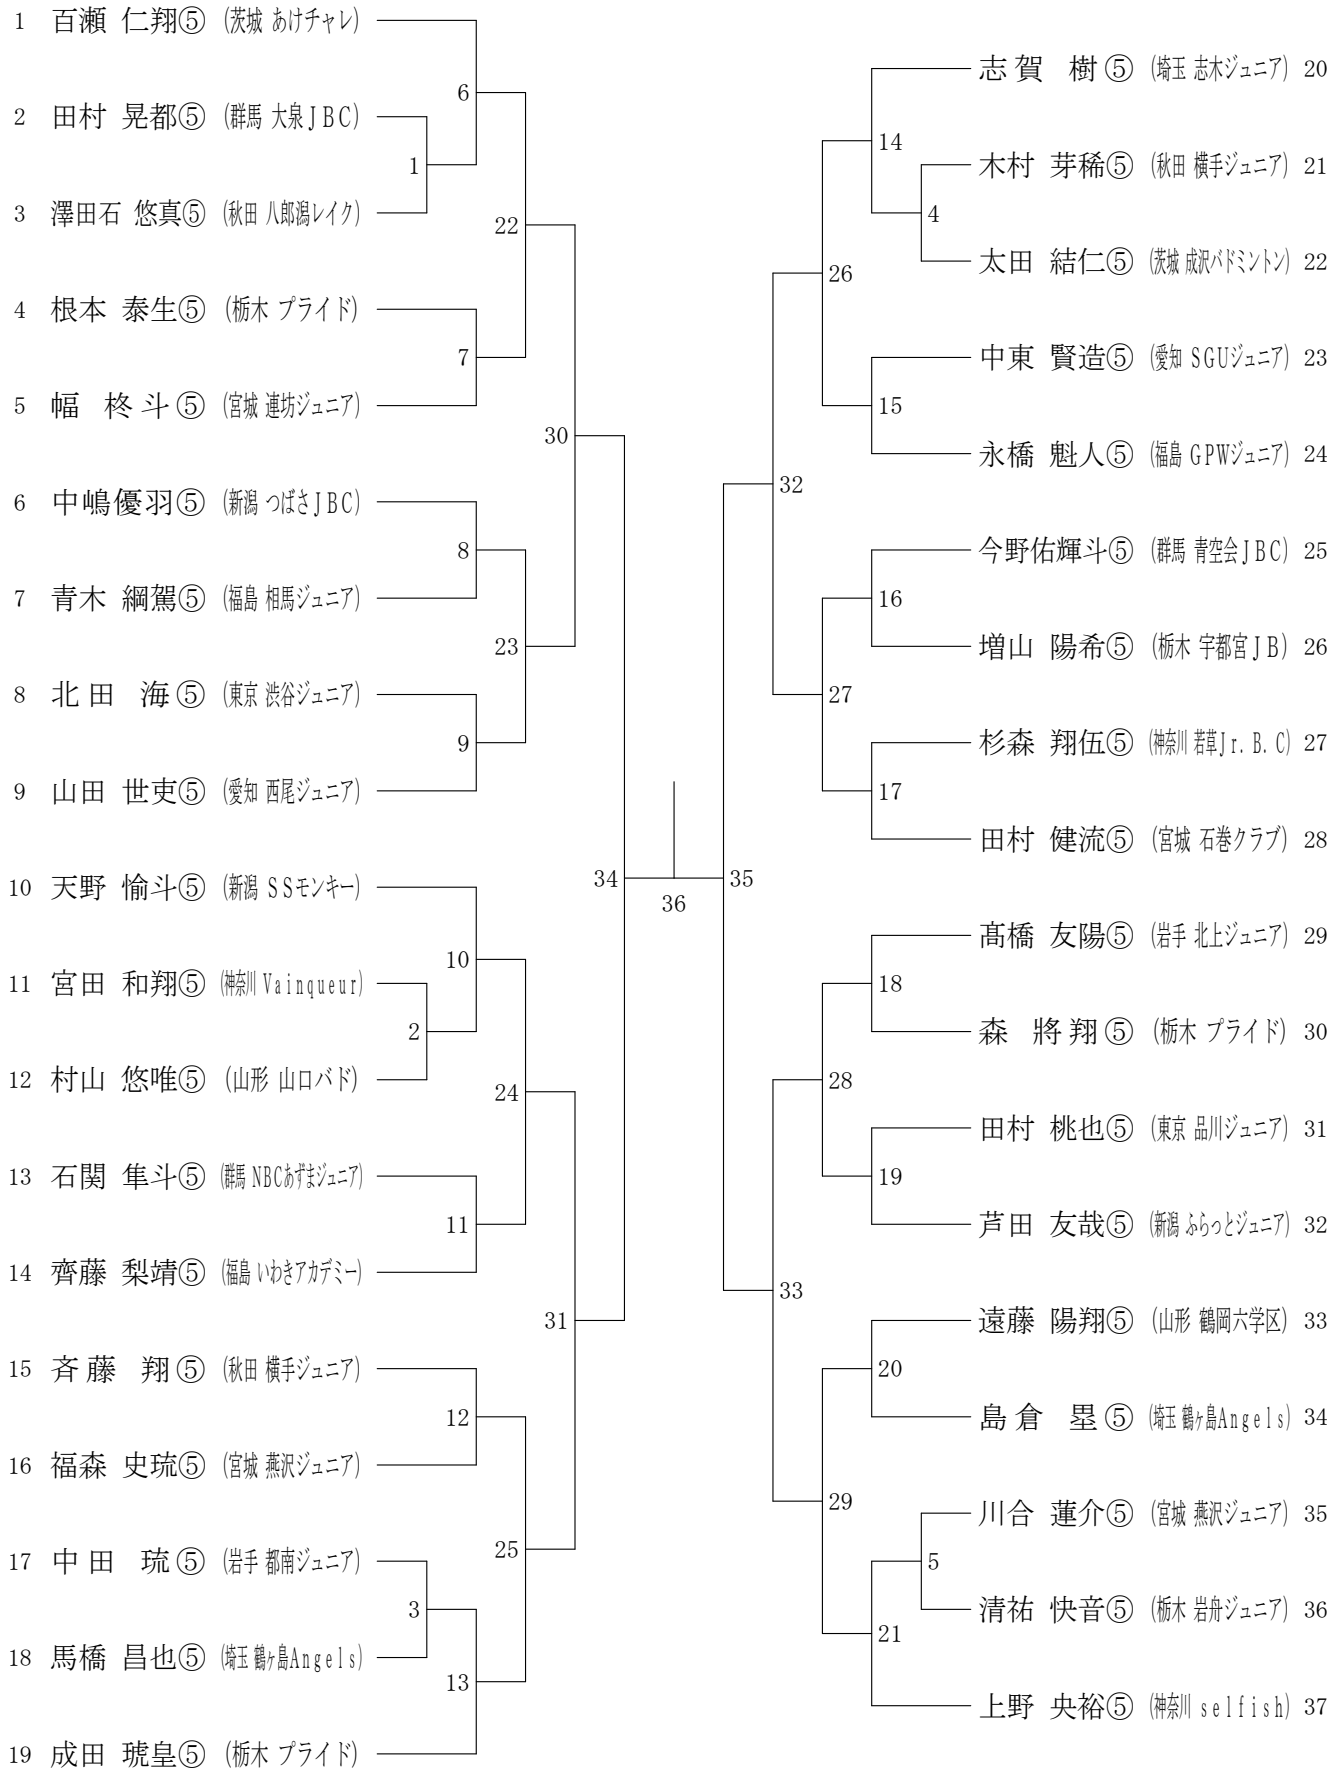 1 百瀬 仁翔⑤ (茨城 あけチャレ)
2 田村 晃都⑤ (群馬 大泉JBC)
3 澤田石 悠真⑤ (秋田 八郎潟レイク)
4 根本 泰生⑤ (栃木 プライド)
5 幅 柊斗⑤ (宮城 連坊ジュニア)
6 中嶋優羽⑤ (新潟 つばさJBC)
7 青木 綱駕⑤ (福島 相馬ジュニア)
8 北田 海⑤ (東京 渋谷ジュニア)
9 山田 世吏⑤ (愛知 西尾ジュニア)
10 天野 愉斗⑤ (新潟 SSモンキー)
11 宮田 和翔⑤ (神奈川 Vainqueur)
12 村山 悠唯⑤ (山形 山口バド)
13 石関 隼斗⑤ (群馬 NBCあずまジュニア)
14 齊藤 梨靖⑤ (福島 いわきアカデミー)
15 斉藤 翔⑤ (秋田 横手ジュニア)
16 福森 史琉⑤ (宮城 燕沢ジュニア)
17 中田 琉⑤ (岩手 都南ジュニア)
18 馬橋 昌也⑤ (埼玉 鶴ヶ島Angels)
19 成田 琥皇⑤ (栃木 プライド)
1
2
3
6
7
8
9
10
11
12
13
22
23
24
25
30
31
34
36
35
32
33
26
27
28
29
14
15
16
17
18
19
20
21
4
5
志賀 樹⑤ (埼玉 志木ジュニア) 20
木村 芽稀⑤ (秋田 横手ジュニア) 21
太田 結仁⑤ (茨城 成沢バドミントン) 22
中東 賢造⑤ (愛知 SGUジュニア) 23
永橋 魁人⑤ (福島 GPWジュニア) 24
今野佑輝斗⑤ (群馬 青空会JBC) 25
増山 陽希⑤ (栃木 宇都宮JB) 26
杉森 翔伍⑤ (神奈川 若草Jr.B.C) 27
田村 健流⑤ (宮城 石巻クラブ) 28
髙橋 友陽⑤ (岩手 北上ジュニア) 29
森 將翔⑤ (栃木 プライド) 30
田村 桃也⑤ (東京 品川ジュニア) 31
芦田 友哉⑤ (新潟 ふらっとジュニア) 32
遠藤 陽翔⑤ (山形 鶴岡六学区) 33
島倉 塁⑤ (埼玉 鶴ヶ島Angels) 34
川合 蓮介⑤ (宮城 燕沢ジュニア) 35
清祐 快音⑤ (栃木 岩舟ジュニア) 36
上野 央裕⑤ (神奈川 selfish) 37